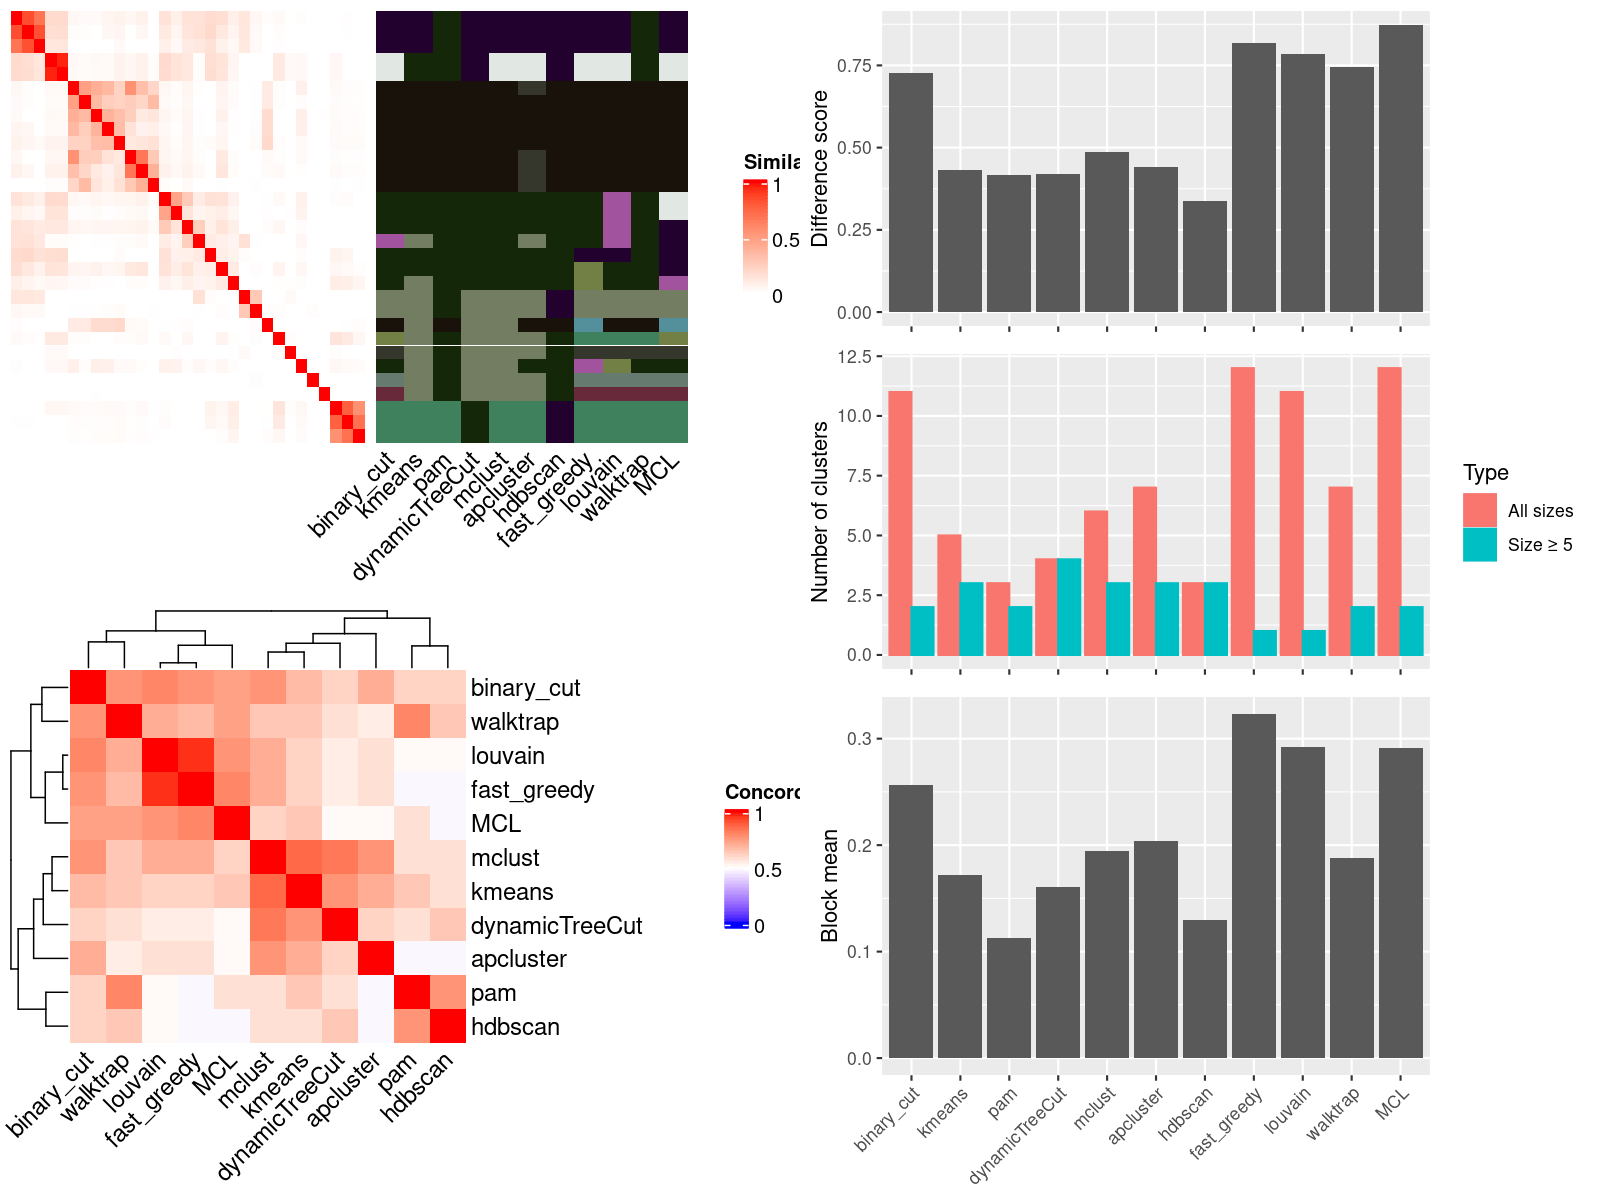 Simila
1
0.5
0
binary_cut
kmeans
pam
dynamicTreeCut
mclust
apcluster
hdbscan
fast_greedy
louvain
walktrap
MCL
binary_cut
walktrap
louvain
fast_greedy
MCL
mclust
kmeans
dynamicTreeCut
apcluster
pam
hdbscan
binary_cut
walktrap
louvain
fast_greedy
MCL
mclust
kmeans
dynamicTreeCut
apcluster
pam
hdbscan
Concord
1
0.5
0
Difference score
0.75
0.50
0.25
0.00
Number of clusters
12.5
10.0
7.5
5.0
2.5
0.0
Type
All sizes
Size ≥ 5
Block mean
0.3
0.2
0.1
0.0
binary_cut
kmeans
pam
dynamicTreeCut
mclust
apcluster
hdbscan
fast_greedy
louvain
walktrap
MCL